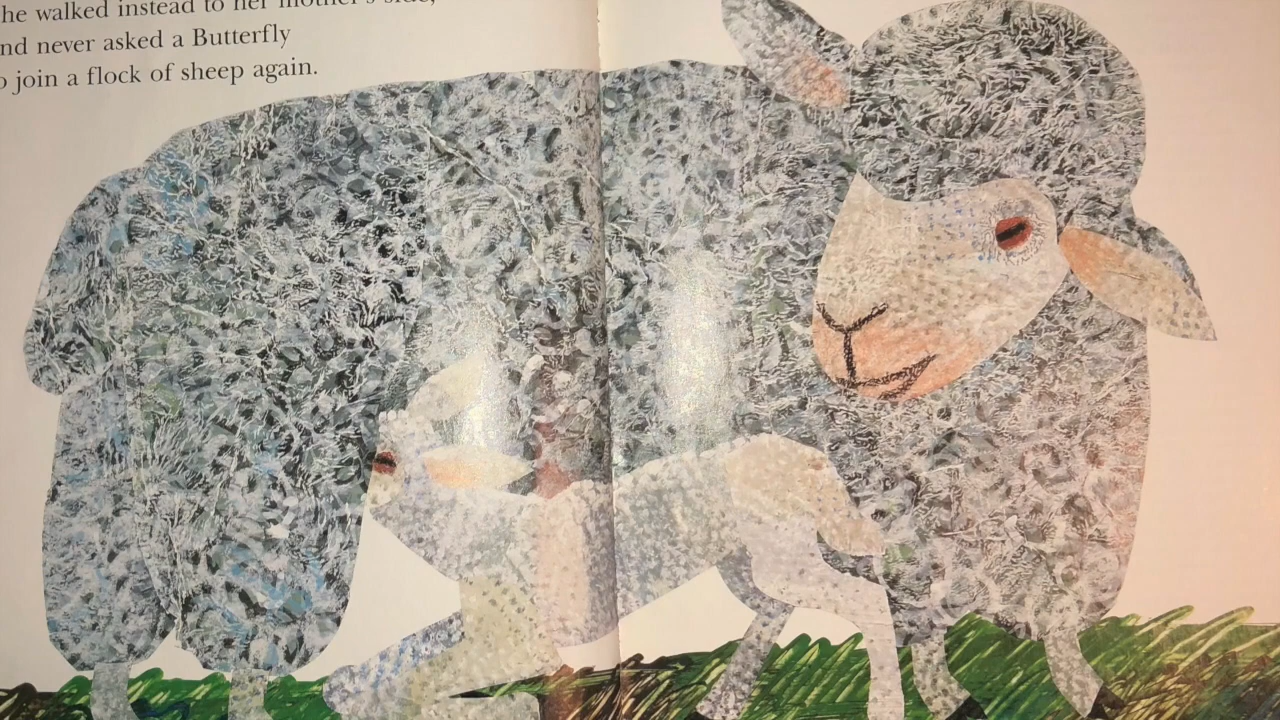 he walked instead to her mother's side,
nd never asked a Butterfly
o join a flock of sheep again.